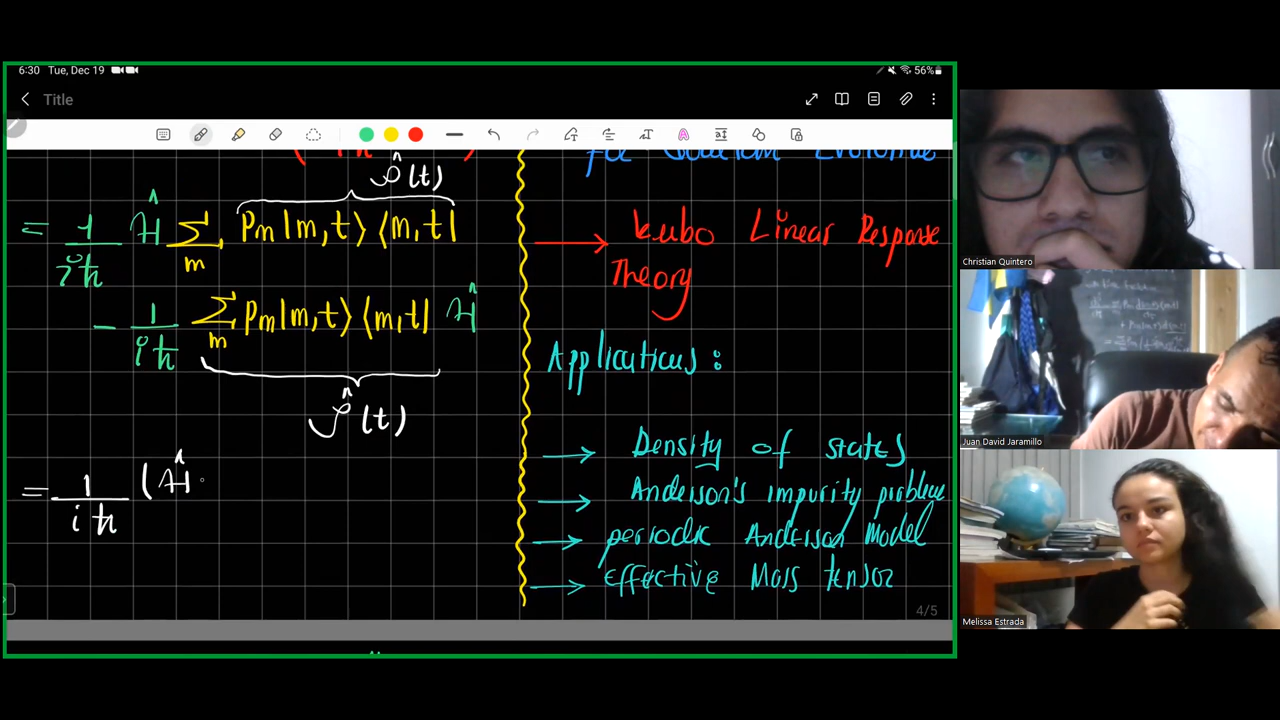 6:30 Tue, Dec 19
56%
Title
ρ̂(t)
= 1/iħ Ĥ Σ_m Pm|m,t⟩⟨m,t|
- 1/iħ Σ_m Pm|m,t⟩⟨m,t| Ĥ
ρ̂(t)
= 1/iħ (Ĥ
Kubo Linear Response
Theory
Applications:
→ Density of states
→ Anderson's impurity problem
→ periodic Anderson Model
→ effective Mass tensor
4/5
Christian Quintero
Juan David Jaramillo
Melissa Estrada